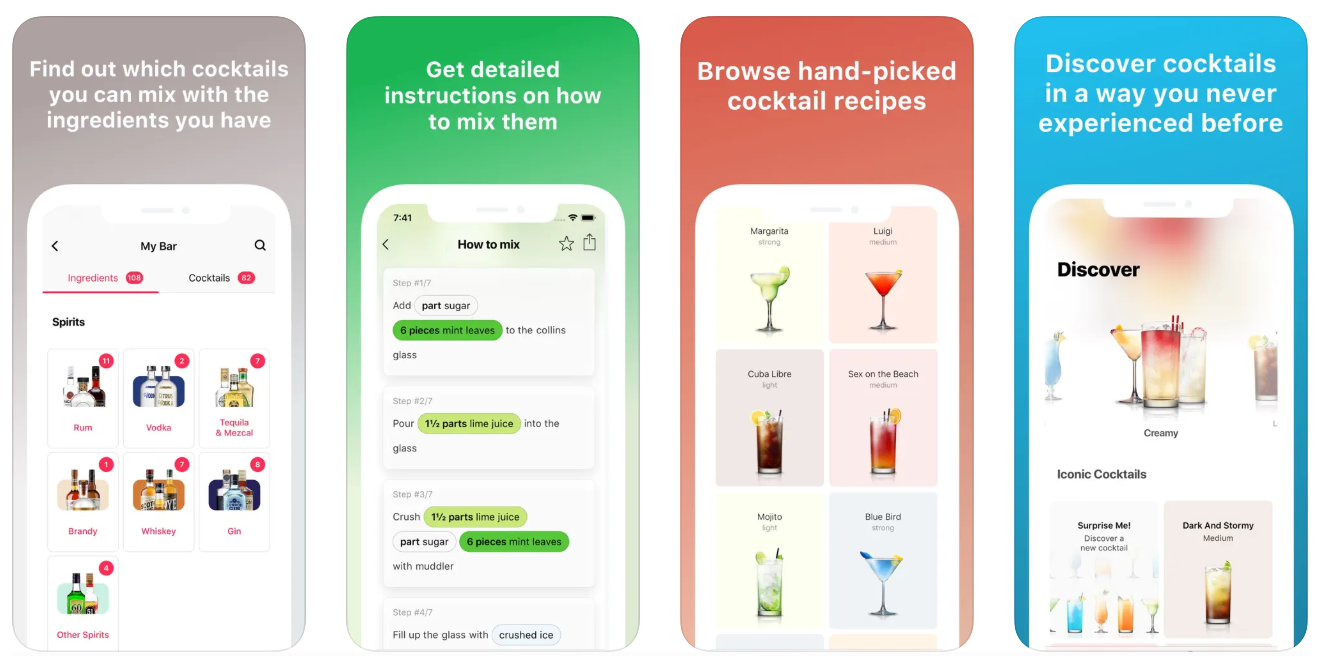 Find out which cocktails
you can mix with the
ingredients you have
My Bar
Ingredients 108
Cocktails 82
Spirits
11
2
7
Rum
Vodka
Tequila
& Mezcal
1
7
8
Brandy
Whiskey
Gin
4
Other Spirits
Get detailed
instructions on how
to mix them
7:41
How to mix
Step #1/7
Add part sugar
6 pieces mint leaves to the collins
glass
Step #2/7
Pour 1½ parts lime juice into the
glass
Step #3/7
Crush 1½ parts lime juice
part sugar 6 pieces mint leaves
with muddler
Step #4/7
Fill up the glass with crushed ice
Browse hand-picked
cocktail recipes
Margarita
strong
Luigi
medium
Cuba Libre
light
Sex on the Beach
medium
Mojito
light
Blue Bird
strong
Discover cocktails
in a way you never
experienced before
Discover
Creamy
Iconic Cocktails
Surprise Me!
Discover a
new cocktail
Dark And Stormy
Medium